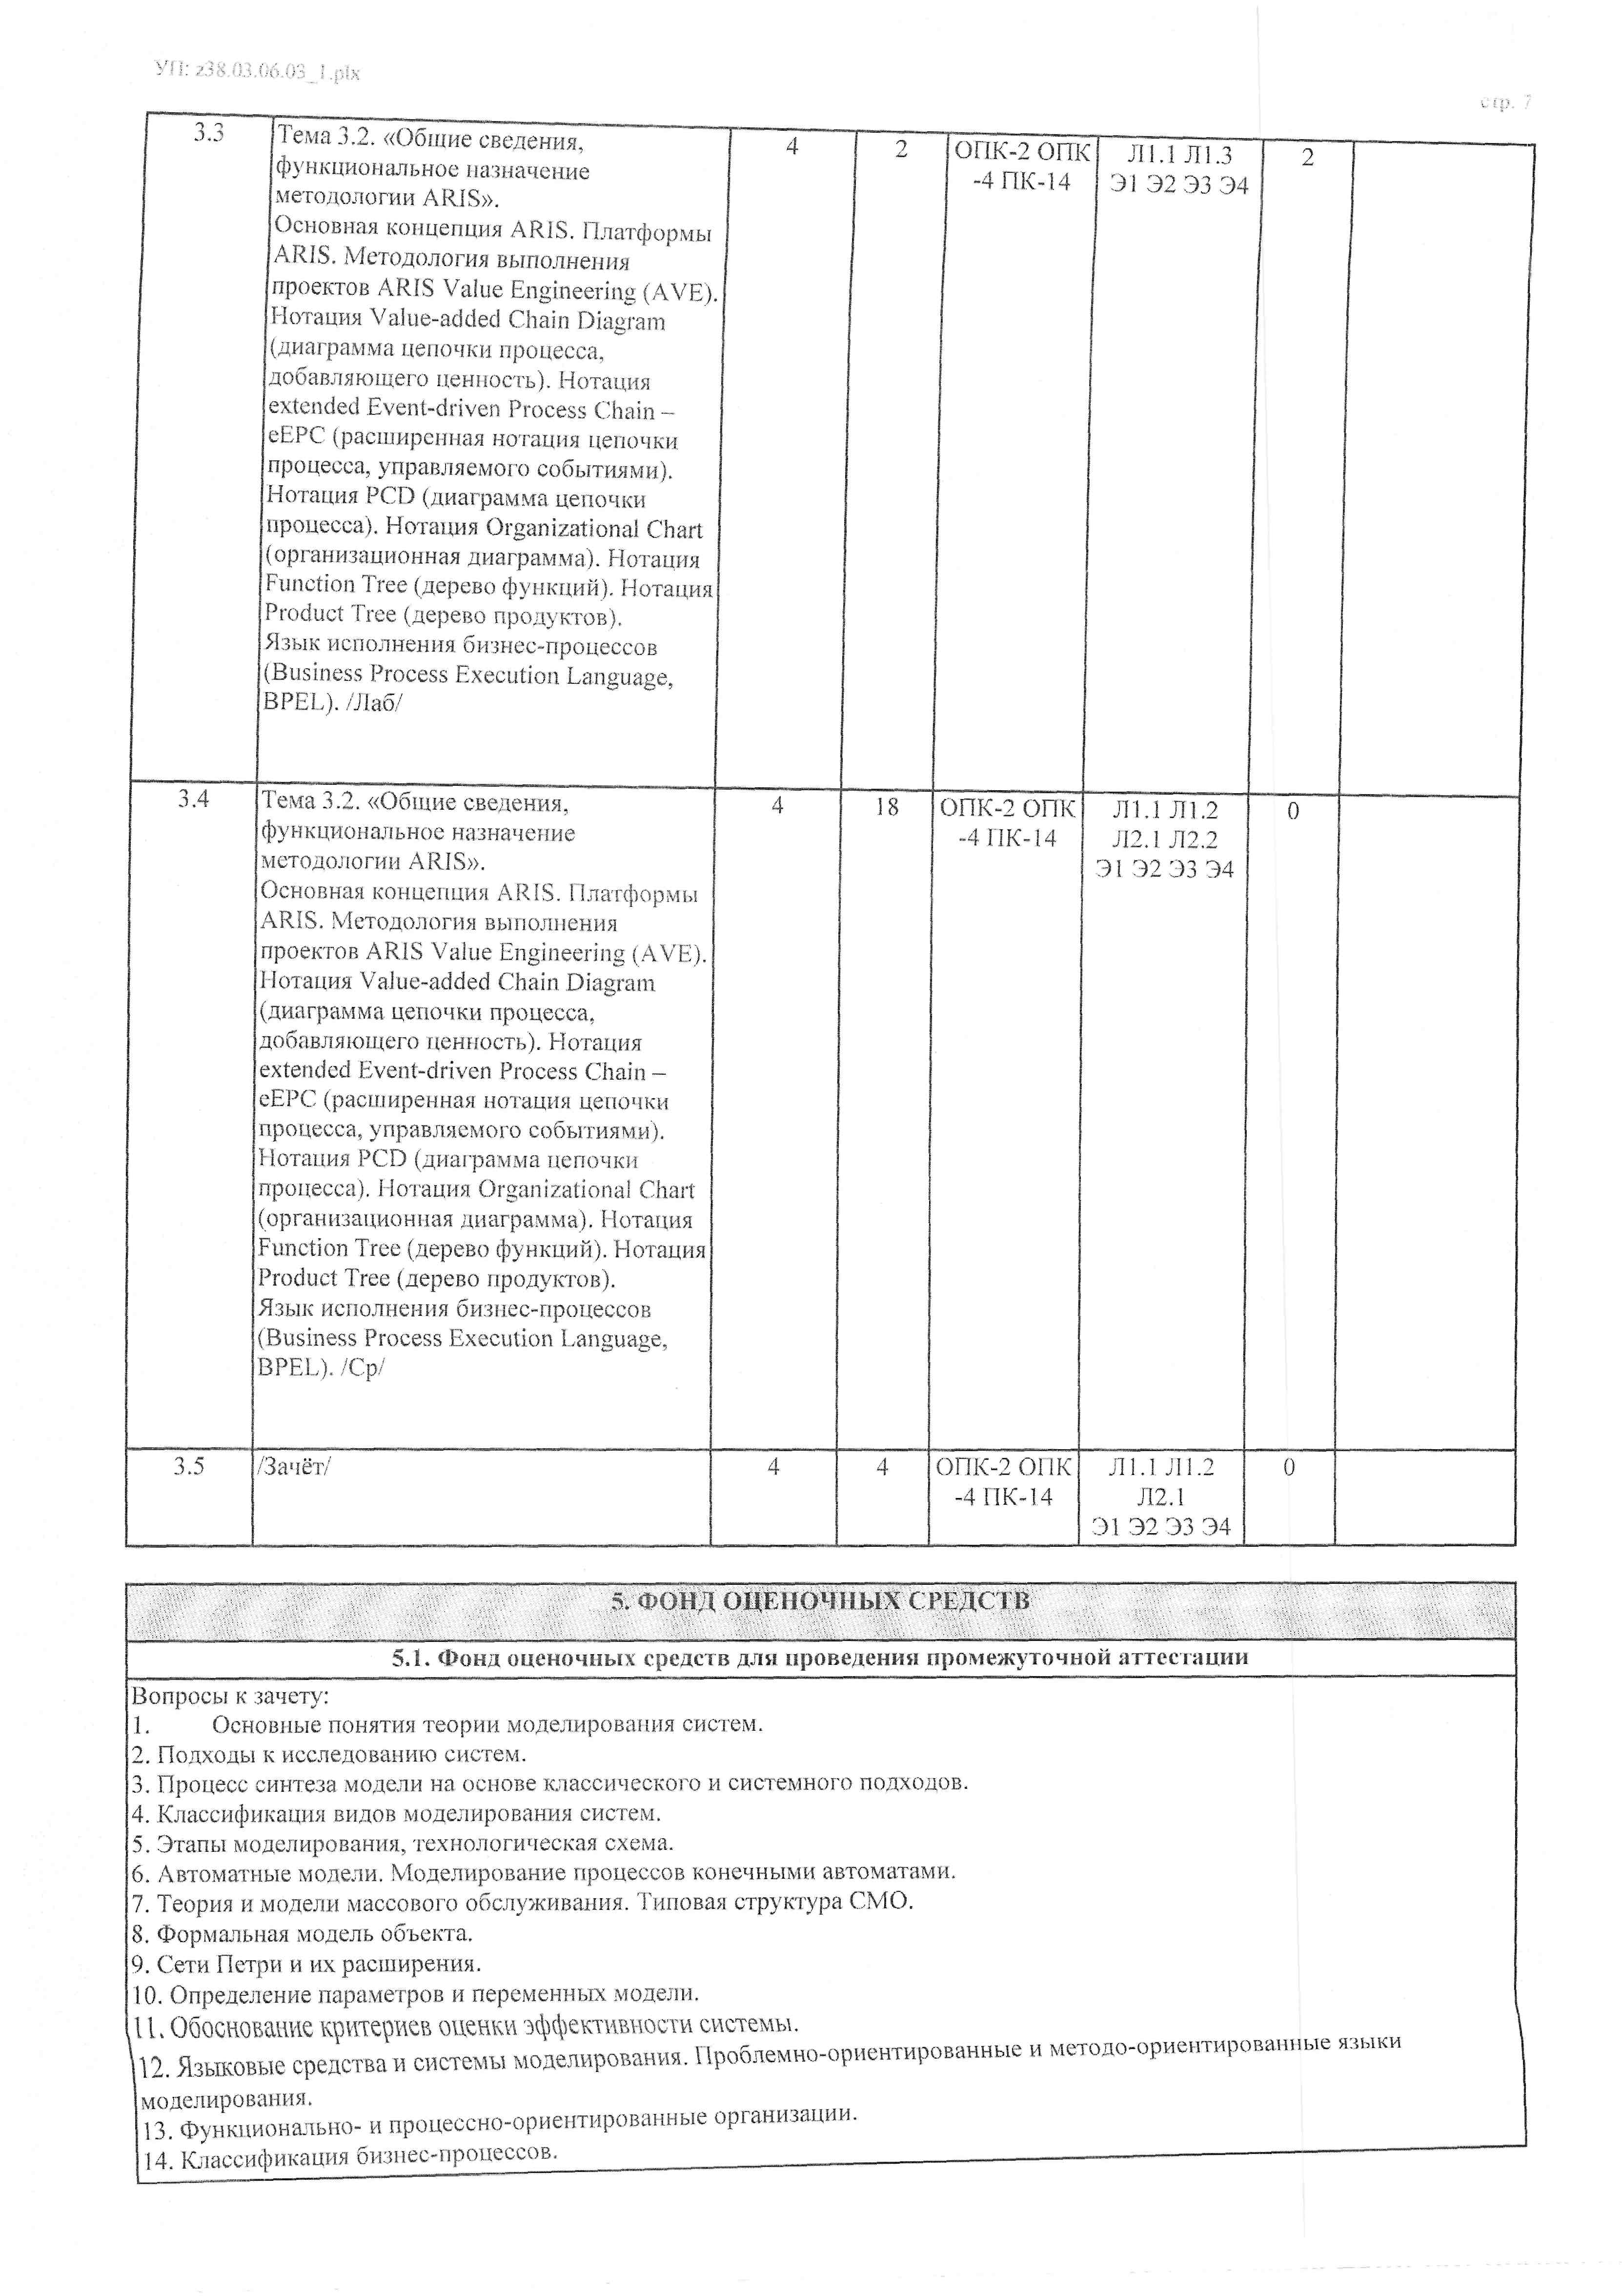 УП: z38.03.06.03_1.plx
стр. 7
3.3
Тема 3.2. «Общие сведения,
функциональное назначение
методологии ARIS».
Основная концепция ARIS. Платформы
ARIS. Методология выполнения
проектов ARIS Value Engineering (AVE).
Нотация Value-added Chain Diagram
(диаграмма цепочки процесса,
добавляющего ценность). Нотация
extended Event-driven Process Chain –
eEPC (расширенная нотация цепочки
процесса, управляемого событиями).
Нотация PCD (диаграмма цепочки
процесса). Нотация Organizational Chart
(организационная диаграмма). Нотация
Function Tree (дерево функций). Нотация
Product Tree (дерево продуктов).
Язык исполнения бизнес-процессов
(Business Process Execution Language,
BPEL). /Лаб/
4
2
ОПК-2 ОПК
-4 ПК-14
Л1.1 Л1.3
Э1 Э2 Э3 Э4
2
3.4
Тема 3.2. «Общие сведения,
функциональное назначение
методологии ARIS».
Основная концепция ARIS. Платформы
ARIS. Методология выполнения
проектов ARIS Value Engineering (AVE).
Нотация Value-added Chain Diagram
(диаграмма цепочки процесса,
добавляющего ценность). Нотация
extended Event-driven Process Chain –
eEPC (расширенная нотация цепочки
процесса, управляемого событиями).
Нотация PCD (диаграмма цепочки
процесса). Нотация Organizational Chart
(организационная диаграмма). Нотация
Function Tree (дерево функций). Нотация
Product Tree (дерево продуктов).
Язык исполнения бизнес-процессов
(Business Process Execution Language,
BPEL). /Ср/
4
18
ОПК-2 ОПК
-4 ПК-14
Л1.1 Л1.2
Л2.1 Л2.2
Э1 Э2 Э3 Э4
0
3.5
/Зачёт/
4
4
ОПК-2 ОПК
-4 ПК-14
Л1.1 Л1.2
Л2.1
Э1 Э2 Э3 Э4
0
5. ФОНД ОЦЕНОЧНЫХ СРЕДСТВ
5.1. Фонд оценочных средств для проведения промежуточной аттестации
Вопросы к зачету:
1. Основные понятия теории моделирования систем.
2. Подходы к исследованию систем.
3. Процесс синтеза модели на основе классического и системного подходов.
4. Классификация видов моделирования систем.
5. Этапы моделирования, технологическая схема.
6. Автоматные модели. Моделирование процессов конечными автоматами.
7. Теория и модели массового обслуживания. Типовая структура СМО.
8. Формальная модель объекта.
9. Сети Петри и их расширения.
10. Определение параметров и переменных модели.
11. Обоснование критериев оценки эффективности системы.
12. Языковые средства и системы моделирования. Проблемно-ориентированные и методо-ориентированные языки
моделирования.
13. Функционально- и процессно-ориентированные организации.
14. Классификация бизнес-процессов.